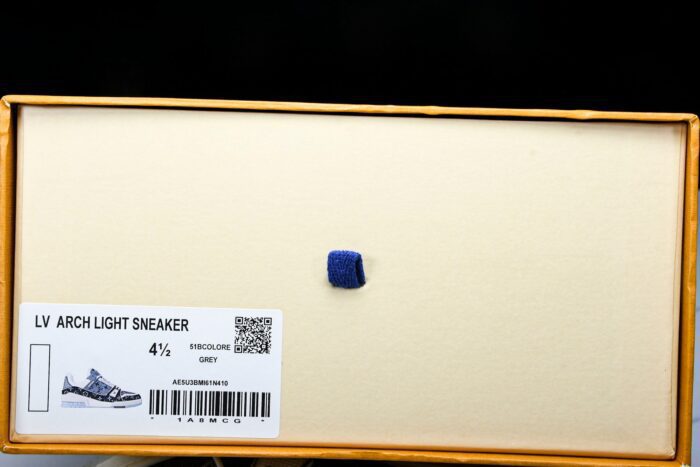 LV ARCH LIGHT SNEAKER
4½
51BCOLORE
GREY
AE5U3BMI61N410
* 1A8MCG *